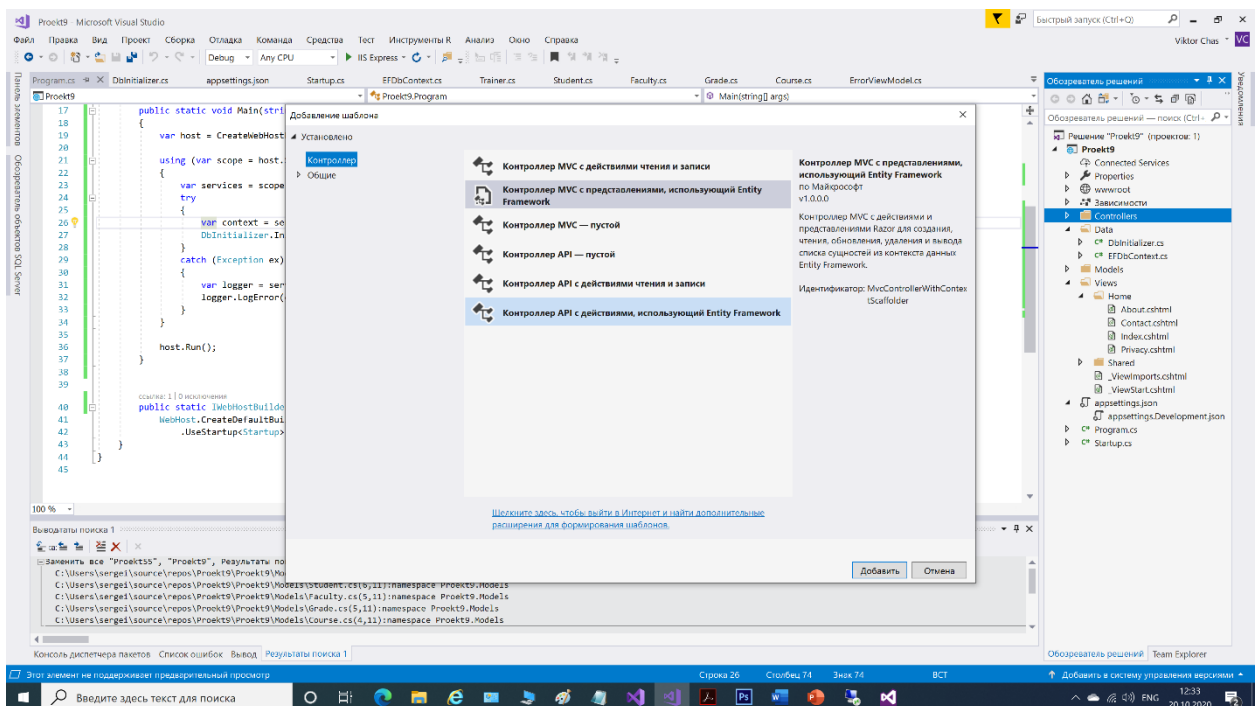 Proekt9 - Microsoft Visual Studio
Быстрый запуск (Ctrl+Q)
Файл Правка Вид Проект Сборка Отладка Команда Средства Тест Инструменты R Анализ Окно Справка
Viktor Chas VC
Debug Any CPU IIS Express
Панель элементов
Обозреватель объектов SQL Server
Уведомления
Program.cs DbInitializer.cs appsettings.json Startup.cs EFDbContext.cs Trainer.cs Student.cs Faculty.cs Grade.cs Course.cs ErrorViewModel.cs
Proekt9 Proekt9.Program Main(string[] args)
17 public static void Main(stri
18 {
19 var host = CreateWebHost
20
21 using (var scope = host.
22 {
23 var services = scope
24 try
25 {
26 var context = se
27 DbInitializer.In
28 }
29 catch (Exception ex)
30 {
31 var logger = ser
32 logger.LogError(
33 }
34 }
35
36 host.Run();
37 }
38
39
ссылка: 1 | 0 исключения
40 public static IWebHostBuilde
41 WebHost.CreateDefaultBui
42 .UseStartup<Startup>
43 }
44 }
45
100 %
Добавление шаблона
Установлено
Контроллер
Общие
Контроллер MVC с действиями чтения и записи
Контроллер MVC с представлениями, использующий Entity
Framework
Контроллер MVC — пустой
Контроллер API — пустой
Контроллер API с действиями чтения и записи
Контроллер API с действиями, использующий Entity Framework
Контроллер MVC с представлениями,
использующий Entity Framework
по Майкрософт
v1.0.0.0
Контроллер MVC с действиями и
представлениями Razor для создания,
чтения, обновления, удаления и вывода
списка сущностей из контекста данных
Entity Framework.
Идентификатор: MvcControllerWithContex
tScaffolder
Щелкните здесь, чтобы выйти в Интернет и найти дополнительные
расширения для формирования шаблонов.
Добавить Отмена
Обозреватель решений
Обозреватель решений — поиск (Ctrl+
Решение "Proekt9" (проектов: 1)
Proekt9
Connected Services
Properties
wwwroot
Зависимости
Controllers
Data
C# DbInitializer.cs
C# EFDbContext.cs
Models
Views
Home
About.cshtml
Contact.cshtml
Index.cshtml
Privacy.cshtml
Shared
_ViewImports.cshtml
_ViewStart.cshtml
appsettings.json
appsettings.Development.json
C# Program.cs
C# Startup.cs
Заменить все "Proekt55", "Proekt9", Результаты по
C:\Users\sergei\source\repos\Proekt9\Proekt9\Mo
C:\Users\sergei\source\repos\Proekt9\Proekt9\Models\Student.cs(6,11):namespace Proekt9.Models
C:\Users\sergei\source\repos\Proekt9\Proekt9\Models\Faculty.cs(5,11):namespace Proekt9.Models
C:\Users\sergei\source\repos\Proekt9\Proekt9\Models\Grade.cs(5,11):namespace Proekt9.Models
C:\Users\sergei\source\repos\Proekt9\Proekt9\Models\Course.cs(4,11):namespace Proekt9.Models
Консоль диспетчера пакетов Список ошибок Вывод Результаты поиска 1
Обозреватель решений Team Explorer
Этот элемент не поддерживает предварительный просмотр
Строка 26 Столбец 74 Знак 74 ВСТ
Добавить в систему управления версиями
Введите здесь текст для поиска
ENG
12:33
20.10.2020